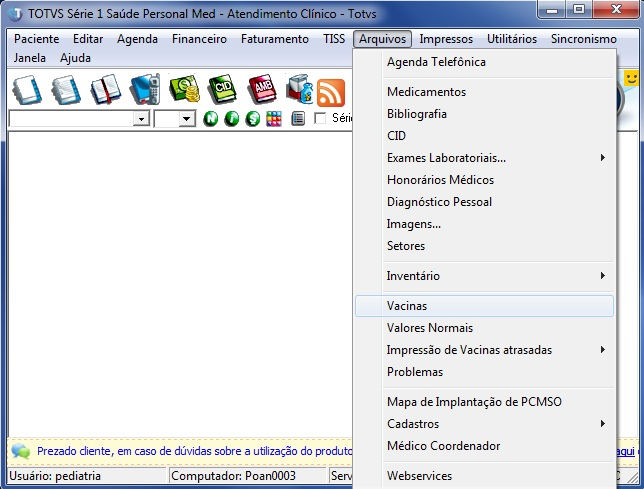 TOTVS Série 1 Saúde Personal Med - Atendimento Clínico - Totvs
Paciente Editar Agenda Financeiro Faturamento TISS Arquivos Impressos Utilitários Sincronismo
Janela Ajuda
Agenda Telefônica
Medicamentos
Bibliografia
CID
Exames Laboratoriais...
Honorários Médicos
Diagnóstico Pessoal
Imagens...
Setores
Inventário
Vacinas
Valores Normais
Impressão de Vacinas atrasadas
Problemas
Mapa de Implantação de PCMSO
Cadastros
Médico Coordenador
Webservices
CID
AMB
N I S Séri
Prezado cliente, em caso de dúvidas sobre a utilização do produto aqui
Usuário: pediatria Computador: Poan0003 Serv